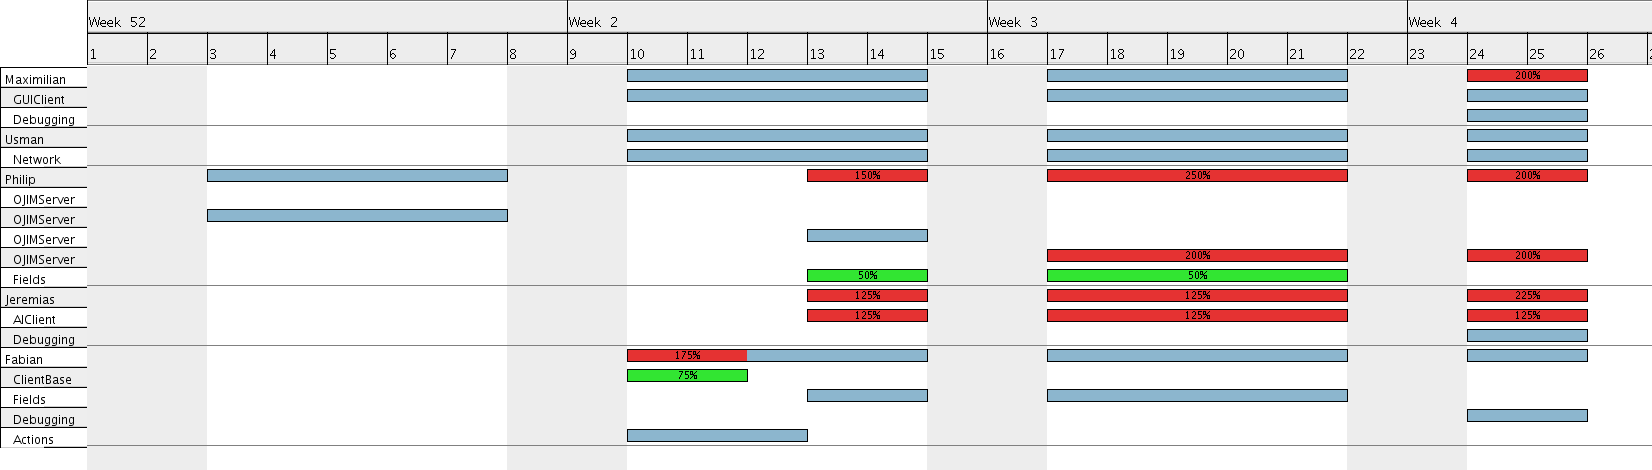 Week 52 Week 2 Week 3 Week 4
1 2 3 4 5 6 7 8 9 10 11 12 13 14 15 16 17 18 19 20 21 22 23 24 25 26
Maximilian 200%
GUIClient
Debugging
Usman
Network
Philip 150% 250% 200%
OJIMServer
OJIMServer
OJIMServer
OJIMServer 200% 200%
Fields 50% 50%
Jeremias 125% 125% 225%
AIClient 125% 125% 125%
Debugging
Fabian 175%
ClientBase 75%
Fields
Debugging
Actions